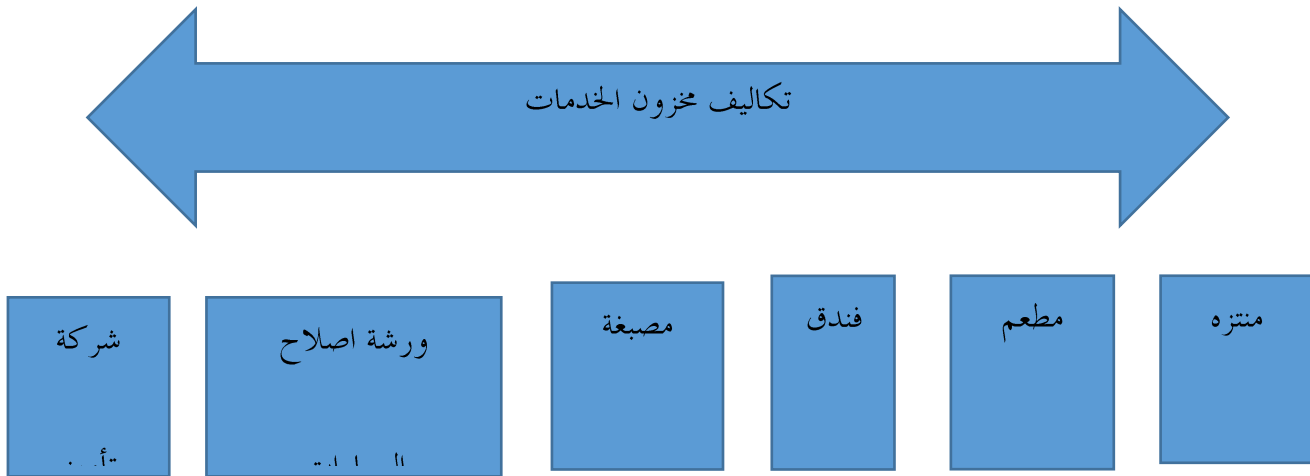 تكاليف مخزون الخدمات
منتزه
مطعم
فندق
مصبغة
ورشة اصلاح
شركة